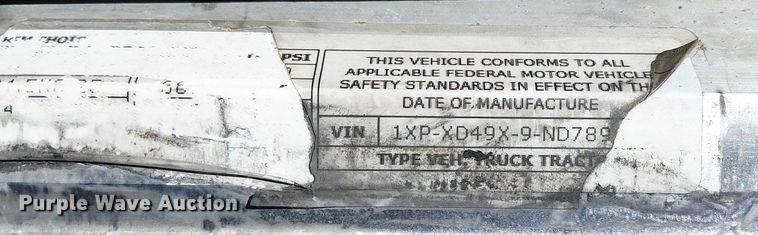 PSI
THIS VEHICLE CONFORMS TO ALL
APPLICABLE FEDERAL MOTOR VEHICLE
SAFETY STANDARDS IN EFFECT ON TH
DATE OF MANUFACTURE
VIN 1XP-XD49X-9-ND789
TYPE VEH TRUCK TRACT
Purple Wave Auction